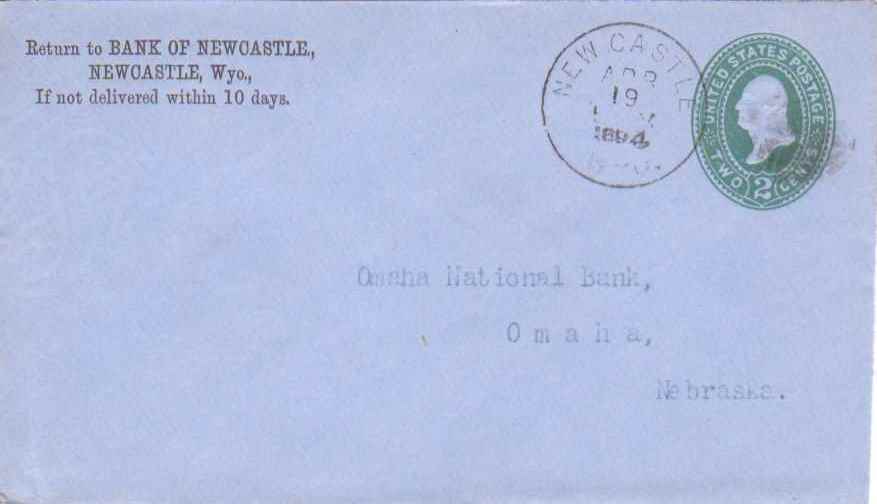 Return to BANK OF NEWCASTLE,,
NEWCASTLE, Wyo.,
If not delivered within 10 days.
NEW CASTLE
APR
19
1894
UNITED STATES POSTAGE
TWO 2 CENTS
Omaha National Bank,
Omaha,
Nebraska.